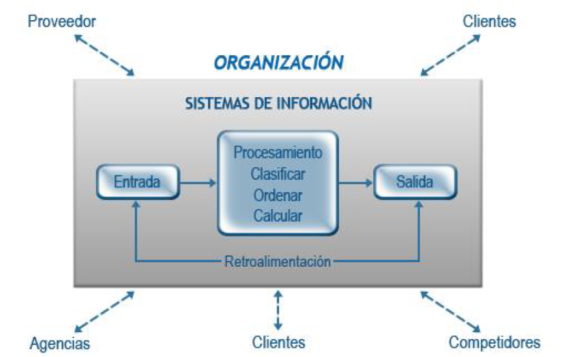 Proveedor
Clientes
ORGANIZACIÓN
SISTEMAS DE INFORMACIÓN
Entrada
Procesamiento
Clasificar
Ordenar
Calcular
Salida
Retroalimentación
Agencias
Clientes
Competidores